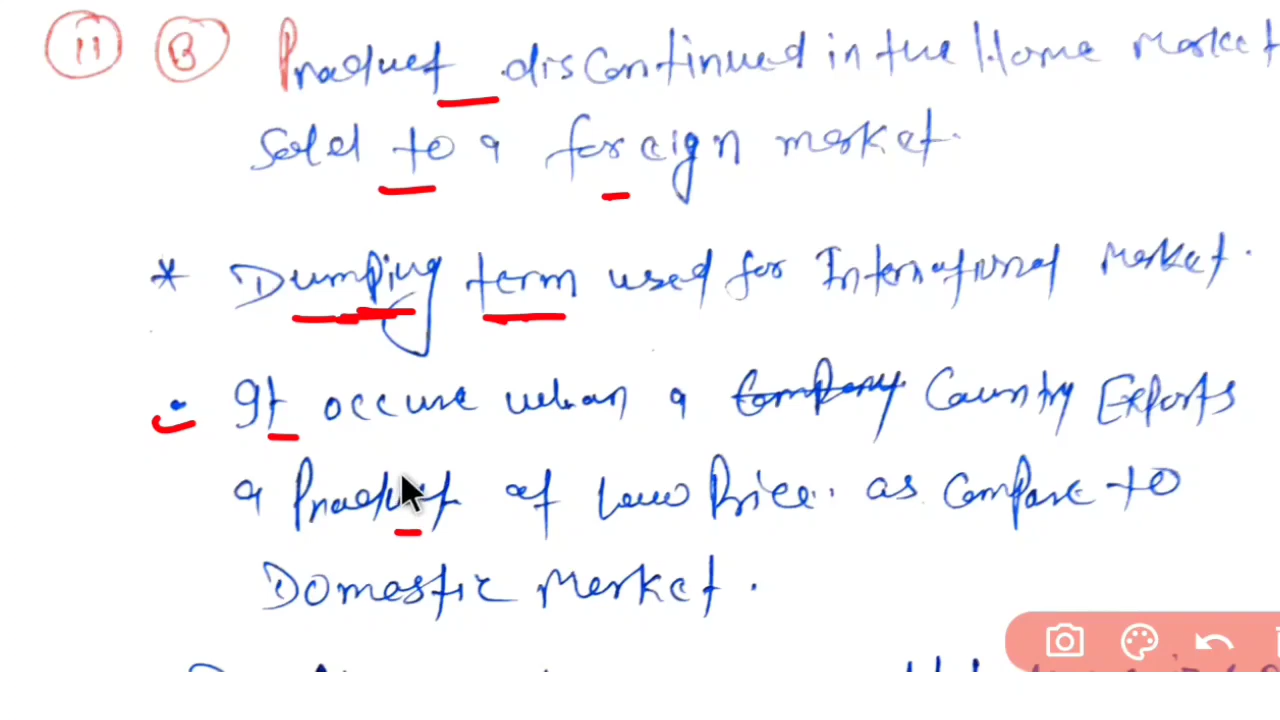 11 B Product discontinued in the Home market
Sold to a foreign market.
* Dumping term used for International Market.
It occurs when a Company Country Exports
a Product at low Price. as Compare to
Domestic Market.